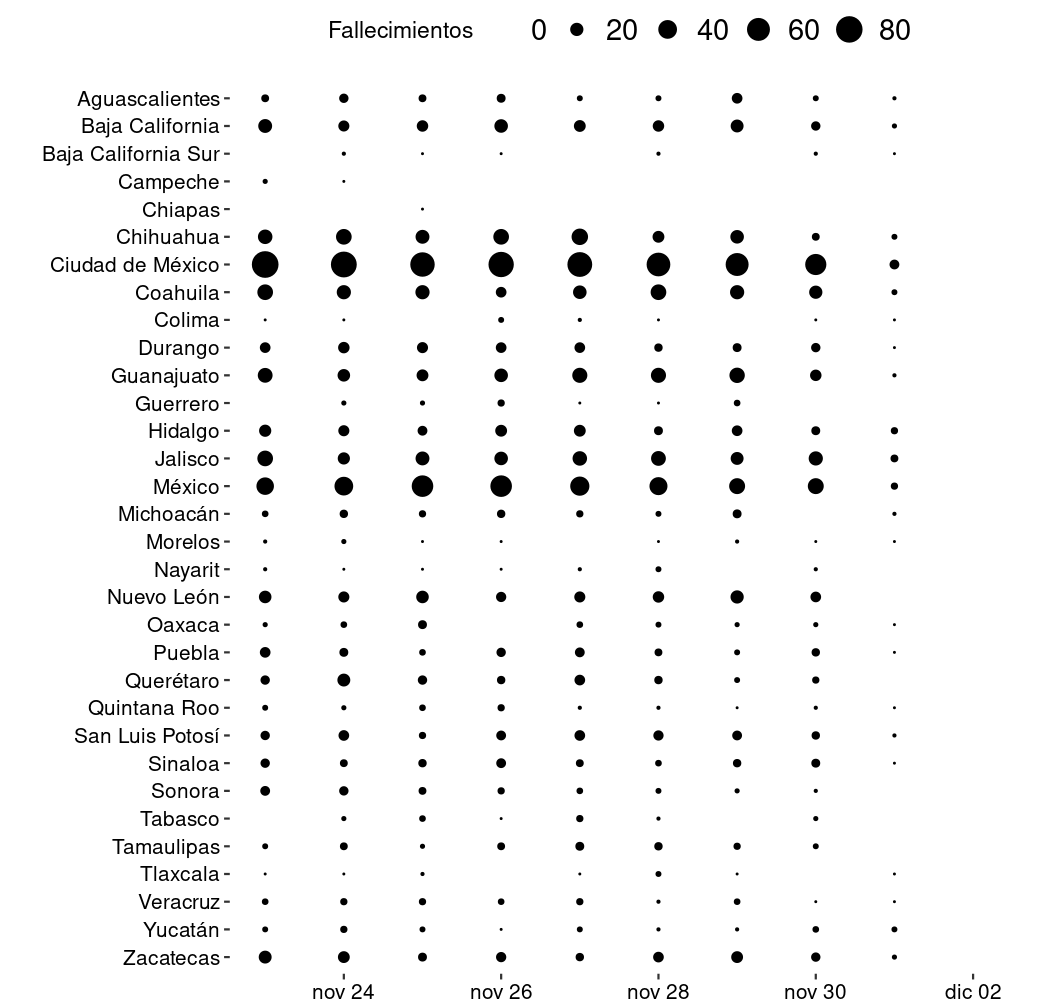 Fallecimientos 0 20 40 60 80
Aguascalientes
Baja California
Baja California Sur
Campeche
Chiapas
Chihuahua
Ciudad de México
Coahuila
Colima
Durango
Guanajuato
Guerrero
Hidalgo
Jalisco
México
Michoacán
Morelos
Nayarit
Nuevo León
Oaxaca
Puebla
Querétaro
Quintana Roo
San Luis Potosí
Sinaloa
Sonora
Tabasco
Tamaulipas
Tlaxcala
Veracruz
Yucatán
Zacatecas
nov 24 nov 26 nov 28 nov 30 dic 02